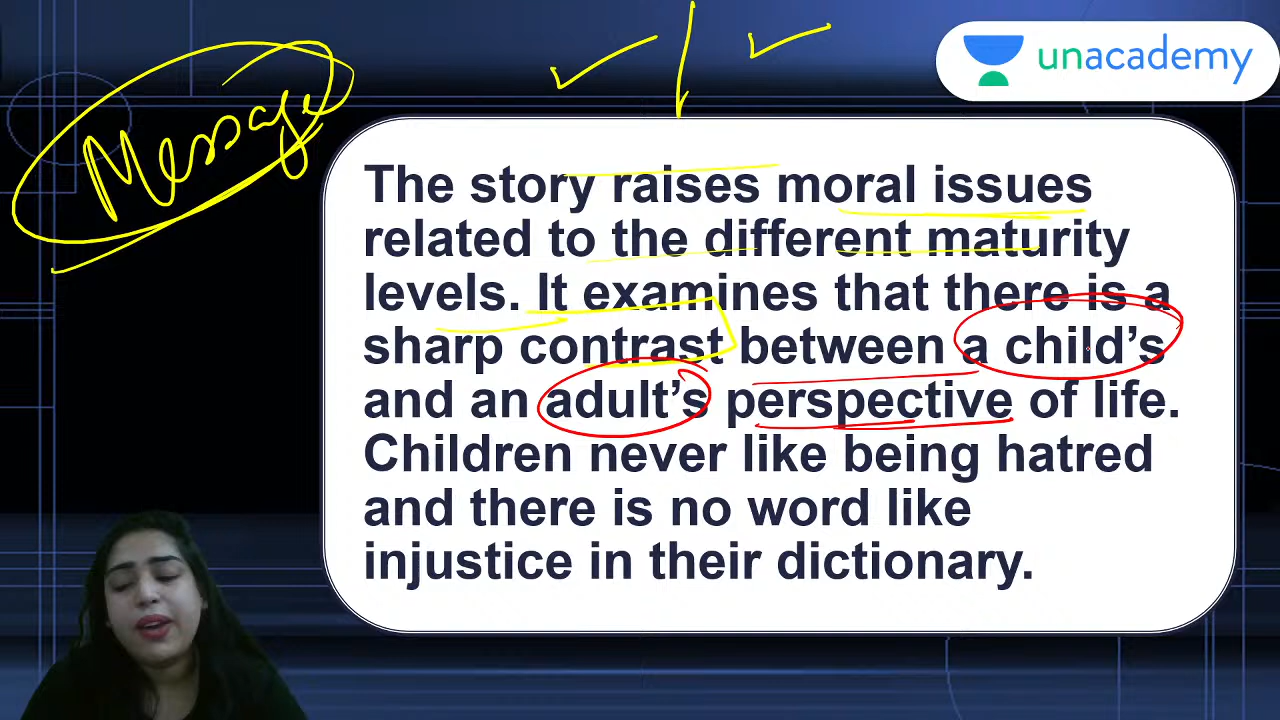 Message
unacademy
The story raises moral issues
related to the different maturity
levels. It examines that there is a
sharp contrast between a child's
and an adult's perspective of life.
Children never like being hatred
and there is no word like
injustice in their dictionary.